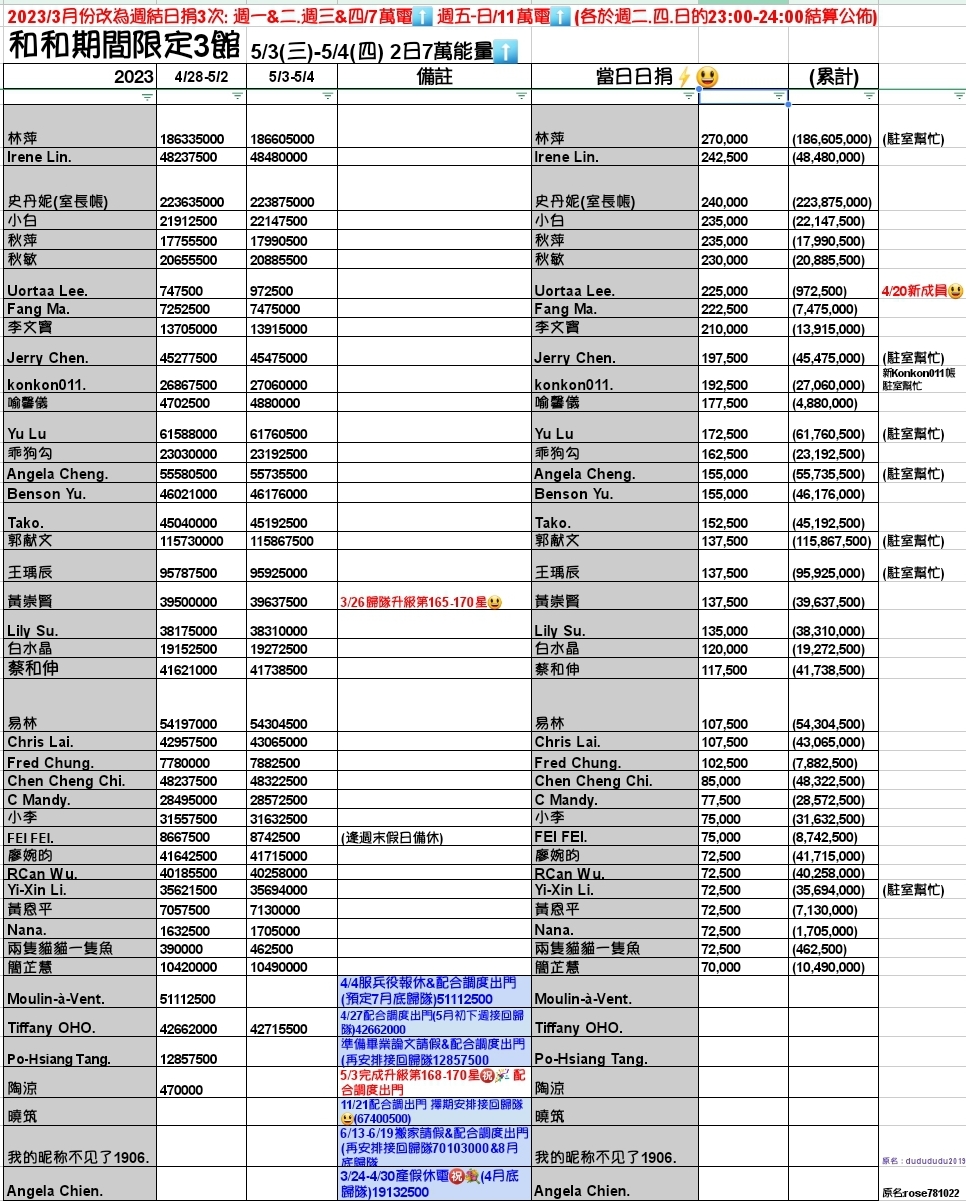 2023/3月份改為週結日捐3次: 週一&二.週三&四/7萬電⬆️ 週五-日/11萬電⬆️ (各於週二.四.日的23:00-24:00結算公佈)
和和期間限定3館 5/3(三)-5/4(四) 2日7萬能量⬆️
2023 4/28-5/2 5/3-5/4 備註 當日日捐⚡😃 (累計)
林萍 186335000 186605000 林萍 270,000 (186,605,000) (駐室幫忙)
Irene Lin. 48237500 48480000 Irene Lin. 242,500 (48,480,000)
史丹妮(室長帳) 223635000 223875000 史丹妮(室長帳) 240,000 (223,875,000)
小白 21912500 22147500 小白 235,000 (22,147,500)
秋萍 17755500 17990500 秋萍 235,000 (17,990,500)
秋敏 20655500 20885500 秋敏 230,000 (20,885,500)
Uortaa Lee. 747500 972500 Uortaa Lee. 225,000 (972,500) 4/20新成員😃
Fang Ma. 7252500 7475000 Fang Ma. 222,500 (7,475,000)
李文寶 13705000 13915000 李文寶 210,000 (13,915,000)
Jerry Chen. 45277500 45475000 Jerry Chen. 197,500 (45,475,000) (駐室幫忙)
konkon011. 26867500 27060000 konkon011. 192,500 (27,060,000) 新Konkon011帳
駐室幫忙
喻馨儀 4702500 4880000 喻馨儀 177,500 (4,880,000)
Yu Lu 61588000 61760500 Yu Lu 172,500 (61,760,500) (駐室幫忙)
乖狗勾 23030000 23192500 乖狗勾 162,500 (23,192,500)
Angela Cheng. 55580500 55735500 Angela Cheng. 155,000 (55,735,500) (駐室幫忙)
Benson Yu. 46021000 46176000 Benson Yu. 155,000 (46,176,000)
Tako. 45040000 45192500 Tako. 152,500 (45,192,500)
郭献文 115730000 115867500 郭献文 137,500 (115,867,500) (駐室幫忙)
王瑀辰 95787500 95925000 王瑀辰 137,500 (95,925,000) (駐室幫忙)
黃崇賢 39500000 39637500 3/26歸隊升級第165-170星😃 黃崇賢 137,500 (39,637,500)
Lily Su. 38175000 38310000 Lily Su. 135,000 (38,310,000)
白水晶 19152500 19272500 白水晶 120,000 (19,272,500)
蔡和伸 41621000 41738500 蔡和伸 117,500 (41,738,500)
易林 54197000 54304500 易林 107,500 (54,304,500)
Chris Lai. 42957500 43065000 Chris Lai. 107,500 (43,065,000)
Fred Chung. 7780000 7882500 Fred Chung. 102,500 (7,882,500)
Chen Cheng Chi. 48237500 48322500 Chen Cheng Chi. 85,000 (48,322,500)
C Mandy. 28495000 28572500 C Mandy. 77,500 (28,572,500)
小李 31557500 31632500 小李 75,000 (31,632,500)
FEI FEI. 8667500 8742500 (逢週末假日備休) FEI FEI. 75,000 (8,742,500)
廖婉昀 41642500 41715000 廖婉昀 72,500 (41,715,000)
RCan Wu. 40185500 40258000 RCan Wu. 72,500 (40,258,000)
Yi-Xin Li. 35621500 35694000 Yi-Xin Li. 72,500 (35,694,000) (駐室幫忙)
黃恩平 7057500 7130000 黃恩平 72,500 (7,130,000)
Nana. 1632500 1705000 Nana. 72,500 (1,705,000)
兩隻貓貓一隻魚 390000 462500 兩隻貓貓一隻魚 72,500 (462,500)
簡芷慧 10420000 10490000 簡芷慧 70,000 (10,490,000)
4/4服兵役報休&配合調度出門
Moulin-à-Vent. 51112500 (預定7月底歸隊)51112500 Moulin-à-Vent.
4/27配合調度出門(5月初下週接回歸
Tiffany OHO. 42662000 42715500 隊)42662000 Tiffany OHO.
準備畢業論文請假&配合調度出門
Po-Hsiang Tang. 12857500 (再安排接回歸隊12857500 Po-Hsiang Tang.
5/3完成升級第168-170星㊗️🎉 配
陶涼 470000 合調度出門 陶涼
11/21配合調出門 擇期安排接回歸隊
曉筑 😃(67400500) 曉筑
6/13-6/19搬家請假&配合調度出門
(再安排接回歸隊70103000&8月
我的昵称不见了1906. 底歸隊 我的昵称不见了1906. 原名：dudududu2019
3/24-4/30產假休電㊗️💐(4月底
Angela Chien. 歸隊)19132500 Angela Chien. 原名rose781022